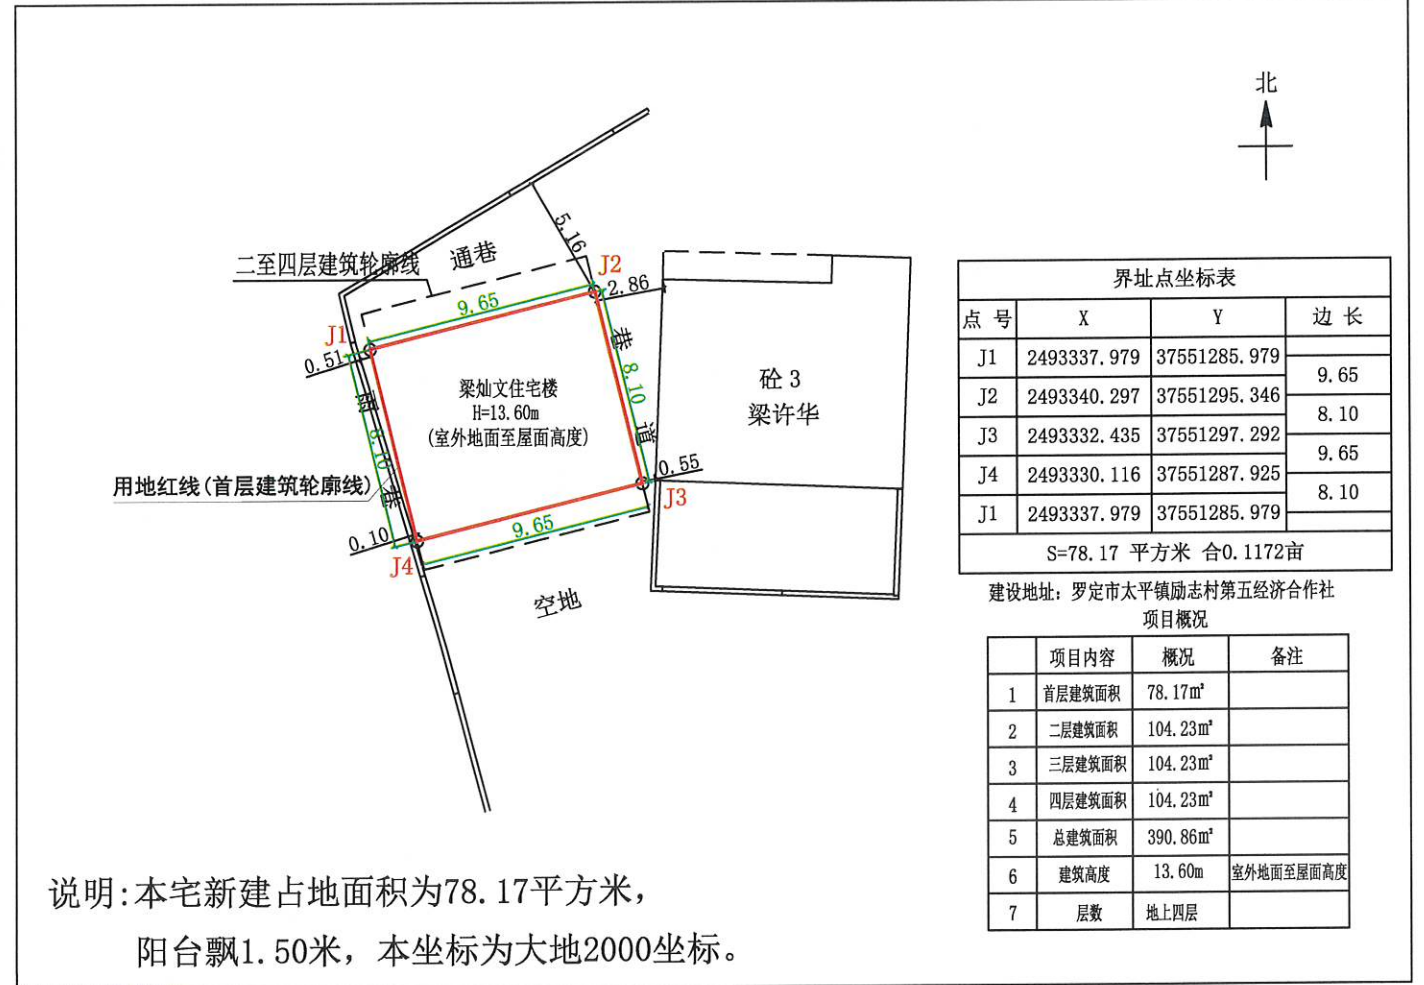 北
5.16
通巷
二至四层建筑轮廓线
J2
2.86
9.65
J1
0.51
巷
道
8.10
梁灿文住宅楼
H=13.60m
(室外地面至屋面高度)
砼3
梁许华
8.10
巷
用地红线(首层建筑轮廓线)
0.55
J3
0.10
9.65
J4
空地
界址点坐标表
点号 X Y 边长
J1 2493337.979 37551285.979
9.65
J2 2493340.297 37551295.346
8.10
J3 2493332.435 37551297.292
9.65
J4 2493330.116 37551287.925
8.10
J1 2493337.979 37551285.979
S=78.17 平方米 合0.1172亩
建设地址: 罗定市太平镇励志村第五经济合作社
项目概况
项目内容 概况 备注
1 首层建筑面积 78.17m²
2 二层建筑面积 104.23m²
3 三层建筑面积 104.23m²
4 四层建筑面积 104.23m²
5 总建筑面积 390.86m²
6 建筑高度 13.60m 室外地面至屋面高度
7 层数 地上四层
说明:本宅新建占地面积为78.17平方米,
阳台飘1.50米, 本坐标为大地2000坐标。